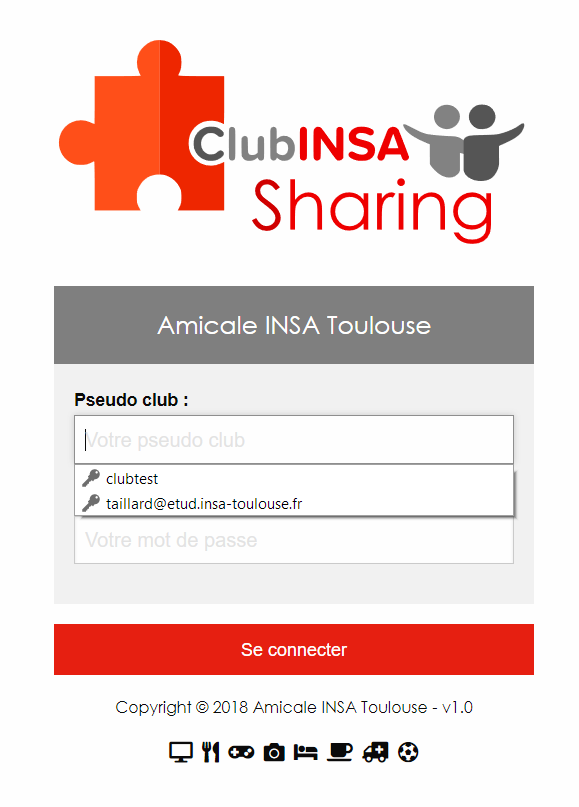 ClubINSA
Sharing
Amicale INSA Toulouse
Pseudo club :
Votre pseudo club
clubtest
taillard@etud.insa-toulouse.fr
Votre mot de passe
Se connecter
Copyright © 2018 Amicale INSA Toulouse - v1.0